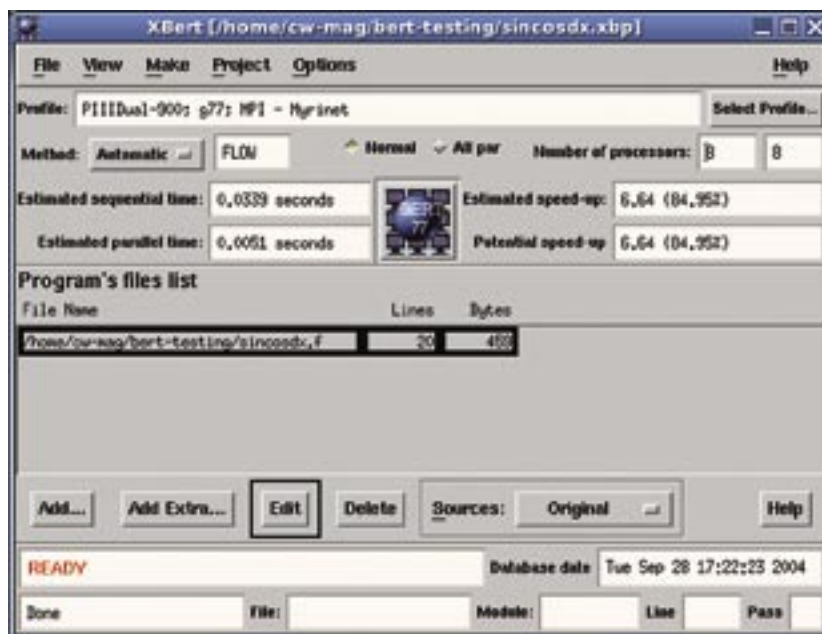 XBert [/home/cw-mag/bert-testing/sincosdx.xbp]
File View Make Project Options Help
Profile: PIIIDual-900; g77; MPI - Myrinet Select Profile...
Method: Automatic FLOW Normal All par Number of processors: 8 8
Estimated sequential time: 0.0339 seconds BERT 77 Estimated speed-up: 6.64 (84.95%)
Estimated parallel time: 0.0051 seconds Potential speed-up 6.64 (84.95%)
Program's files list
File Name Lines Bytes
/home/cw-mag/bert-testing/sincosdx.f 20 459
Add... Add Extra... Edit Delete Sources: Original Help
READY Database date Tue Sep 28 17:22:23 2004
Done File: Module: Line Pass